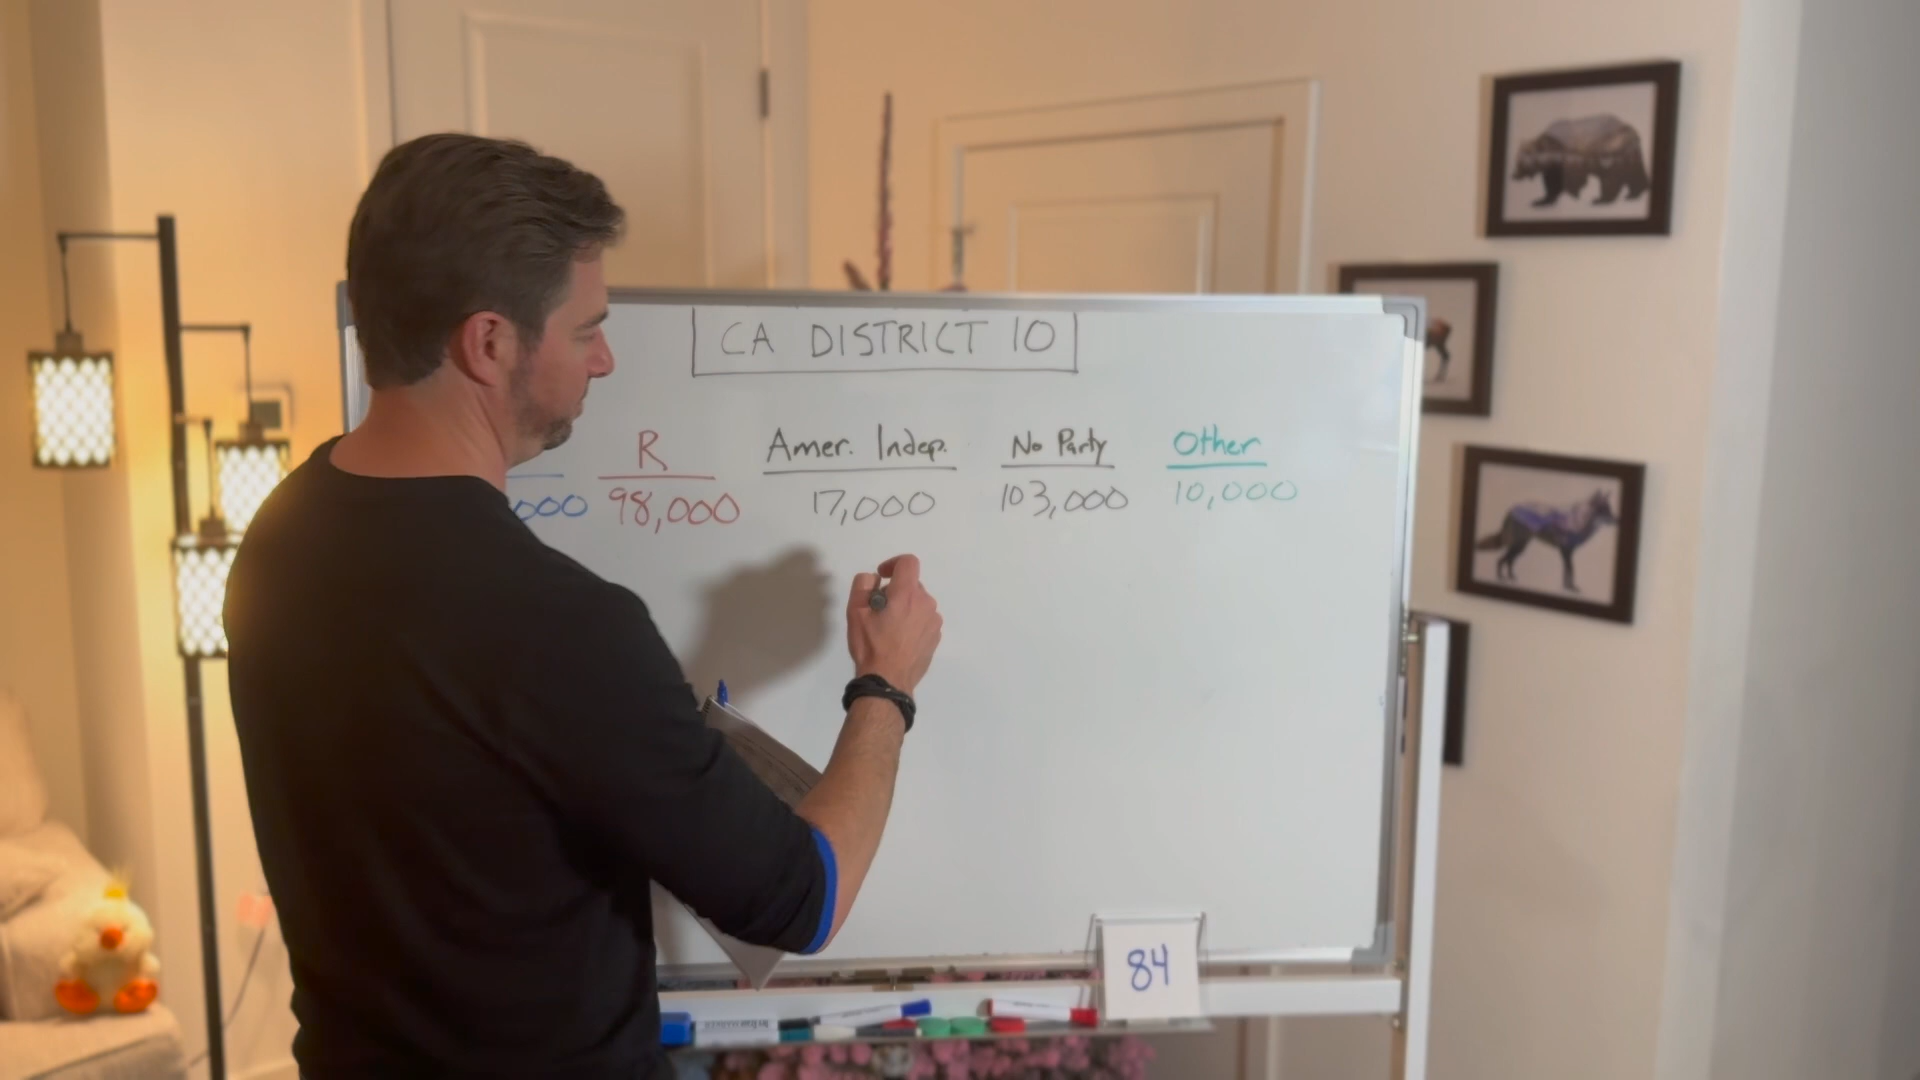 CA DISTRICT 10
R Amer. Indep. No Party Other
000 98,000 17,000 103,000 10,000
84